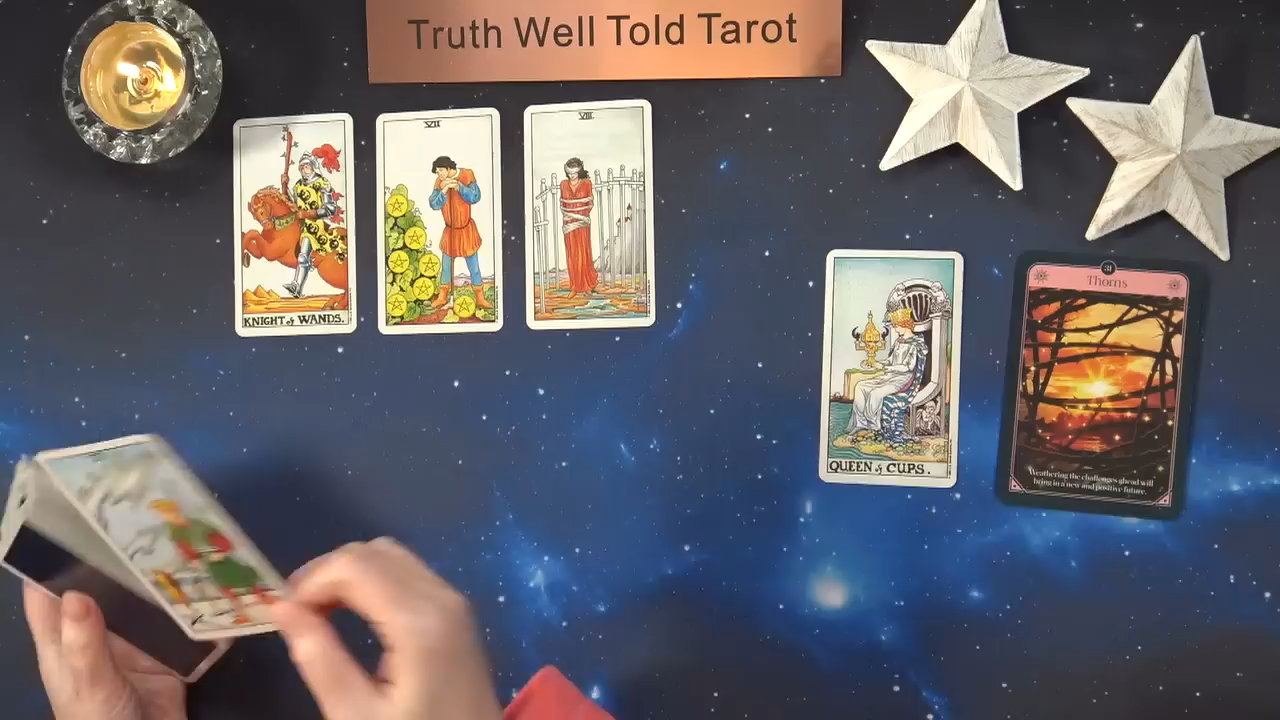 Truth Well Told Tarot
VII
VIII
KNIGHT of WANDS.
QUEEN of CUPS.
31
Thorns
Weathering the challenges ahead will
bring in a new and positive future.